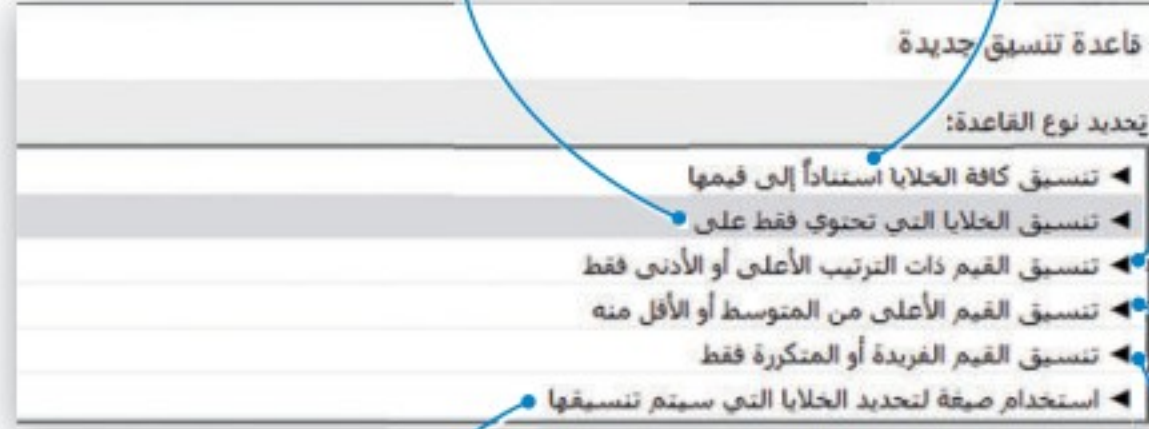 قاعدة تنسيق جديدة
تحديد نوع القاعدة:
◄ تنسيق كافة الخلايا استناداً إلى قيمها
◄ تنسيق الخلايا التي تحتوي فقط على
◄ تنسيق القيم ذات الترتيب الأعلى أو الأدنى فقط
◄ تنسيق القيم الأعلى من المتوسط أو الأقل منه
◄ تنسيق القيم الفريدة أو المتكررة فقط
◄ استخدام صيغة لتحديد الخلايا التي سيتم تنسيقها